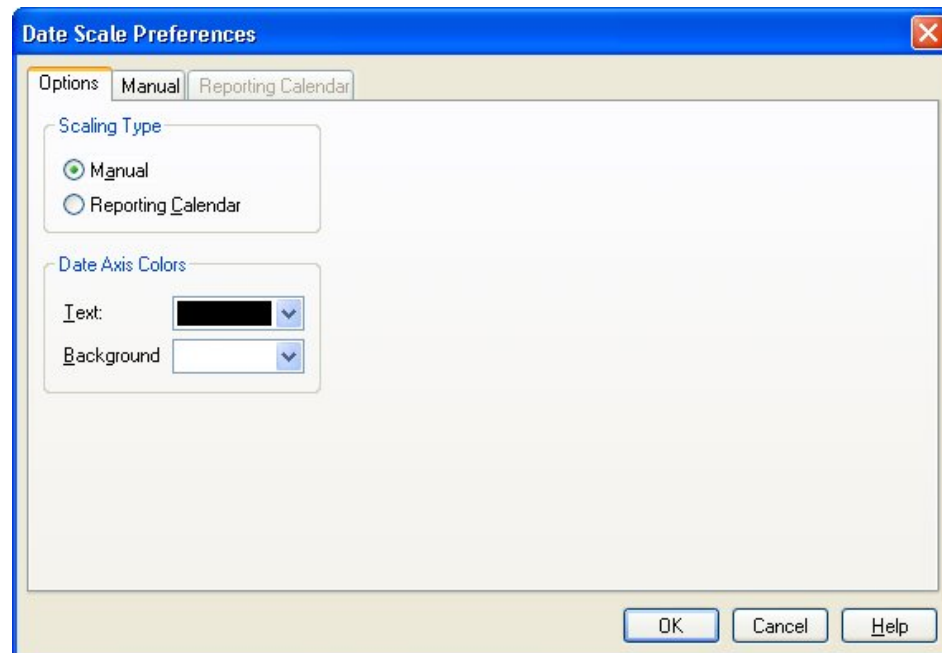 Date Scale Preferences
Options Manual Reporting Calendar
Scaling Type
Manual
Reporting Calendar
Date Axis Colors
Text:
Background
OK Cancel Help